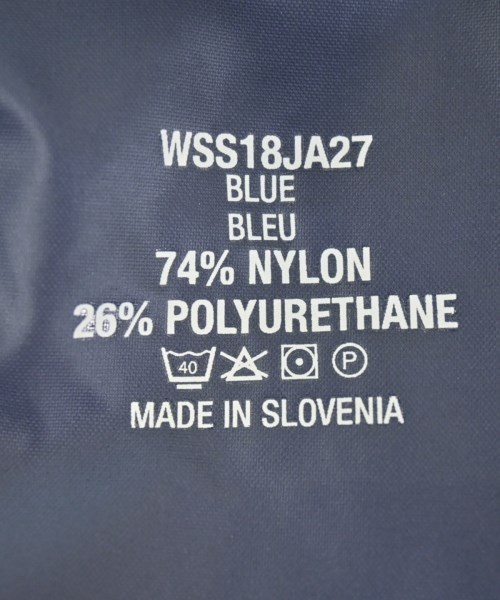 WSS18JA27
BLUE
BLEU
74% NYLON
26% POLYURETHANE
40 P
MADE IN SLOVENIA